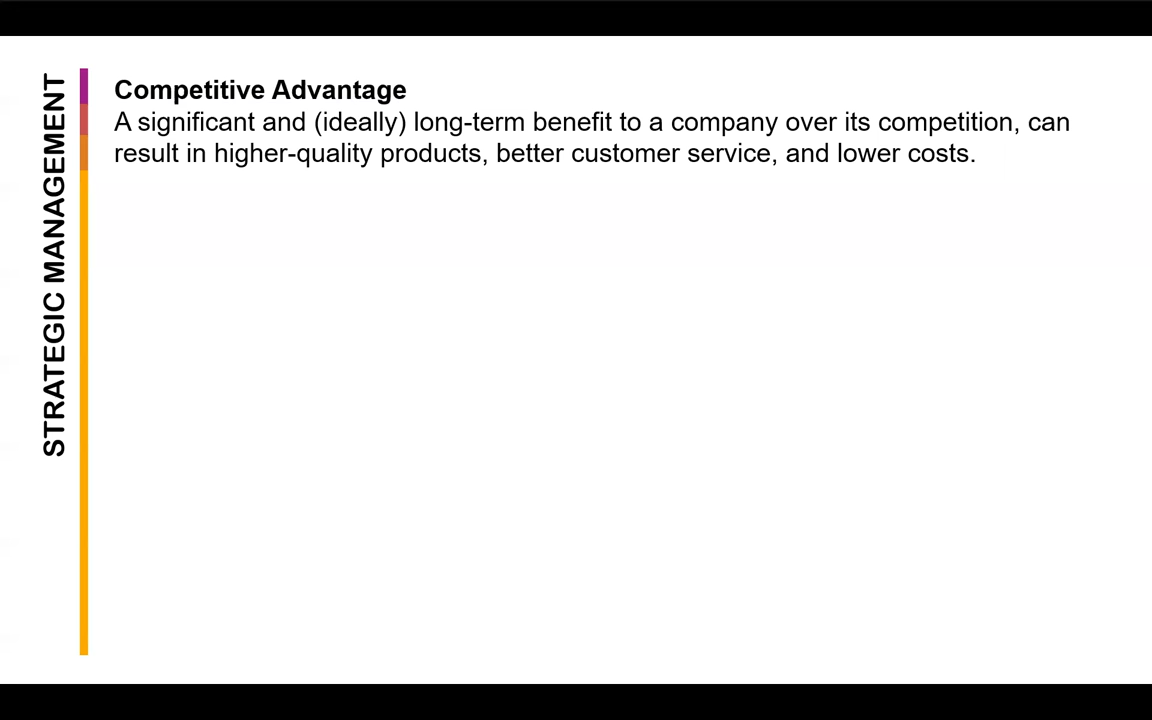 STRATEGIC MANAGEMENT
Competitive Advantage
A significant and (ideally) long-term benefit to a company over its competition, can
result in higher-quality products, better customer service, and lower costs.